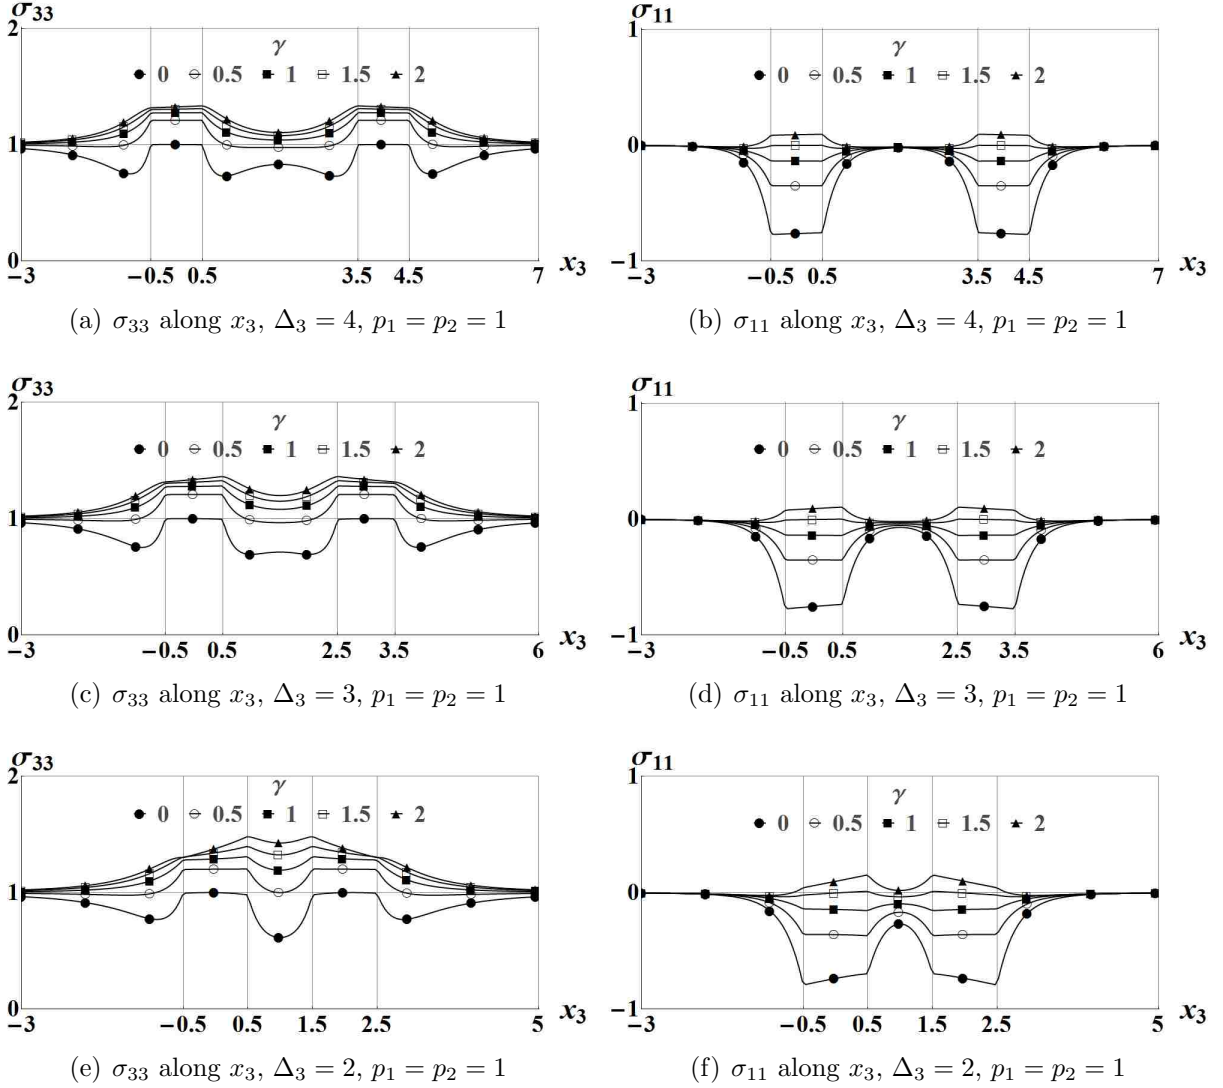 σ33 σ11
2 1
γ γ
0 0.5 1 1.5 2 0 0.5 1 1.5 2
1 0
0 −1
−3 −0.5 0.5 3.5 4.5 7 x3 −3 −0.5 0.5 3.5 4.5 7 x3
(a) σ33 along x3, Δ3 = 4, p1 = p2 = 1 (b) σ11 along x3, Δ3 = 4, p1 = p2 = 1
σ33 σ11
2 1
γ γ
0 0.5 1 1.5 2 0 0.5 1 1.5 2
1 0
0 −1
−3 −0.5 0.5 2.5 3.5 6 x3 −3 −0.5 0.5 2.5 3.5 6 x3
(c) σ33 along x3, Δ3 = 3, p1 = p2 = 1 (d) σ11 along x3, Δ3 = 3, p1 = p2 = 1
σ33 σ11
2 1
γ γ
0 0.5 1 1.5 2 0 0.5 1 1.5 2
1 0
0 −1
−3 −0.5 0.5 1.5 2.5 5 x3 −3 −0.5 0.5 1.5 2.5 5 x3
(e) σ33 along x3, Δ3 = 2, p1 = p2 = 1 (f) σ11 along x3, Δ3 = 2, p1 = p2 = 1